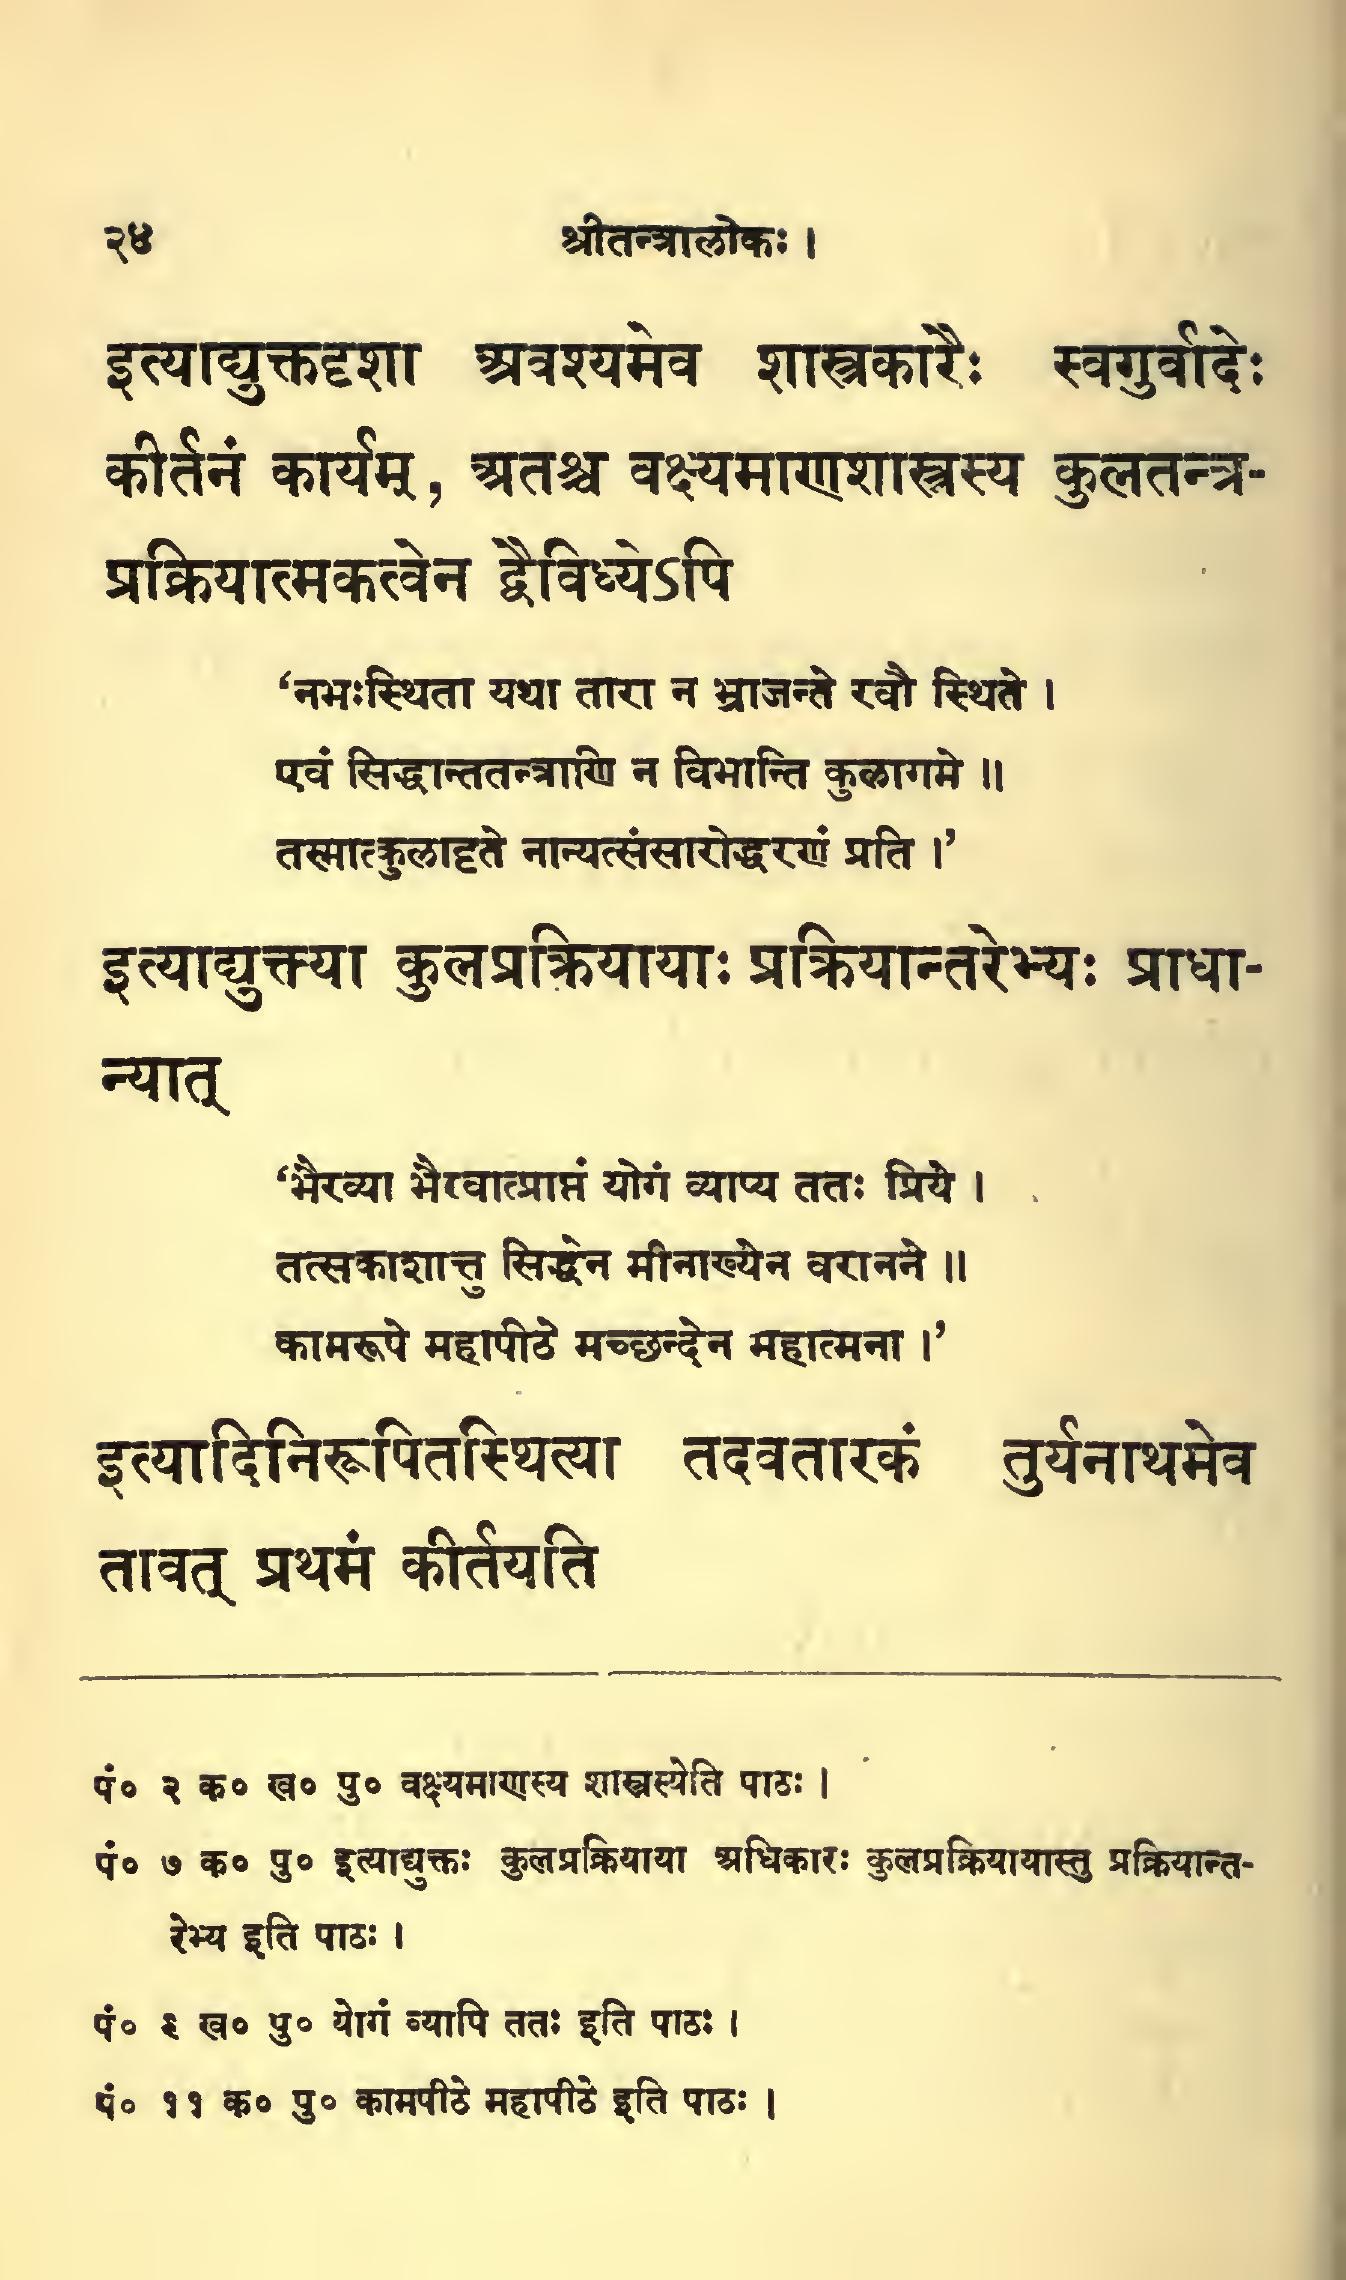 २४ श्रीतन्त्रालोकः ।
इत्याद्युक्तदृशा अवश्यमेव शास्त्रकारैः स्वगुर्वादेः
कीर्तनं कार्यम्, अतश्च वक्ष्यमाणशास्त्रस्य कुलतन्त्र-
प्रक्रियात्मकत्वेन द्वैविध्येऽपि
‘नभःस्थिता यथा तारा न भ्राजन्ते रवौ स्थिते ।
एवं सिद्धान्ततन्त्राणि न विभान्ति कुलागमे ॥
तस्मात्कुलादृते नान्यत्संसारोद्धरणं प्रति ।’
इत्याद्युक्त्या कुलप्रक्रियायाः प्रक्रियान्तरेभ्यः प्राधा-
न्यात्
‘भैरव्या भैरवात्प्राप्तं योगं व्याप्य ततः प्रिये ।
तत्सकाशात्तु सिद्धेन मीनाख्येन वरानने ॥
कामरूपे महापीठे मच्छन्देन महात्मना ।’
इत्यादिनिरूपितस्थित्या तदवतारकं तुर्यनाथमेव
तावत् प्रथमं कीर्तयति
पं० २ क० ख० पु० वक्ष्यमाणस्य शास्त्रस्येति पाठः ।
पं० ७ क० पु० इत्याद्युक्तः कुलप्रक्रियाया अधिकारः कुलप्रक्रियायास्तु प्रक्रियान्त-
रेभ्य इति पाठः ।
पं० ९ ख० पु० योगं व्यापि ततः इति पाठः ।
पं० ११ क० पु० कामपीठे महापीठे इति पाठः ।